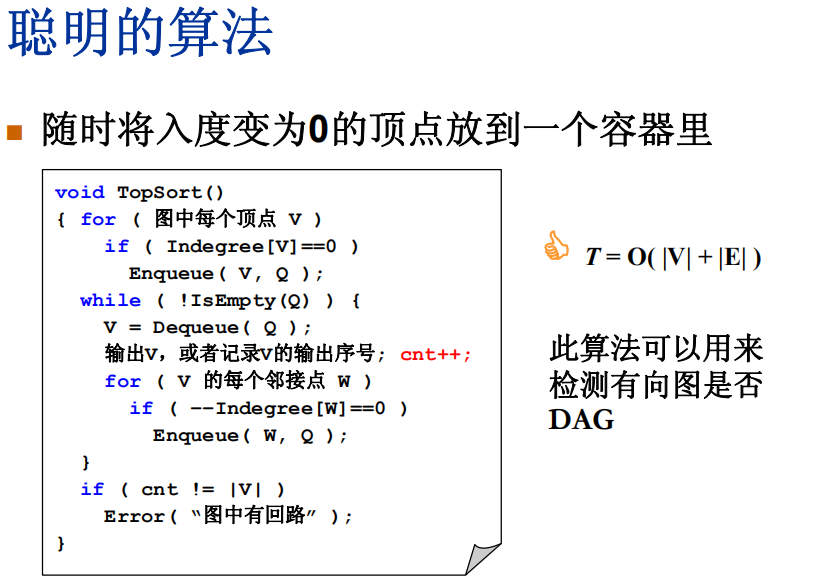 聪明的算法
随时将入度变为0的顶点放到一个容器里
void TopSort()
{ for ( 图中每个顶点 V )
if ( Indegree[V]==0 )
Enqueue( V, Q );
while ( !IsEmpty(Q) ) {
V = Dequeue( Q );
输出V，或者记录V的输出序号; cnt++;
for ( V 的每个邻接点 W )
if ( --Indegree[W]==0 )
Enqueue( W, Q );
}
if ( cnt != |V| )
Error( “图中有回路” );
}
T = O( |V| + |E| )
此算法可以用来
检测有向图是否
DAG